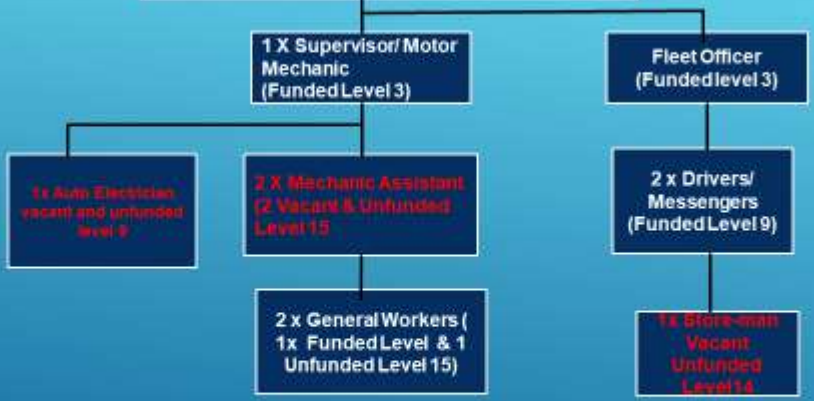 1 X Supervisor/ Motor
Mechanic
(Funded Level 3)
Fleet Officer
(Funded level 3)
1x Auto Electrician
vacant and unfunded
level 9
2 X Mechanic Assistant
(2 Vacant & Unfunded
Level 15
2 x Drivers/
Messengers
(Funded Level 9)
2 x General Workers (
1x Funded Level & 1
Unfunded Level 15)
1x Store-man
Vacant
Unfunded
Level14